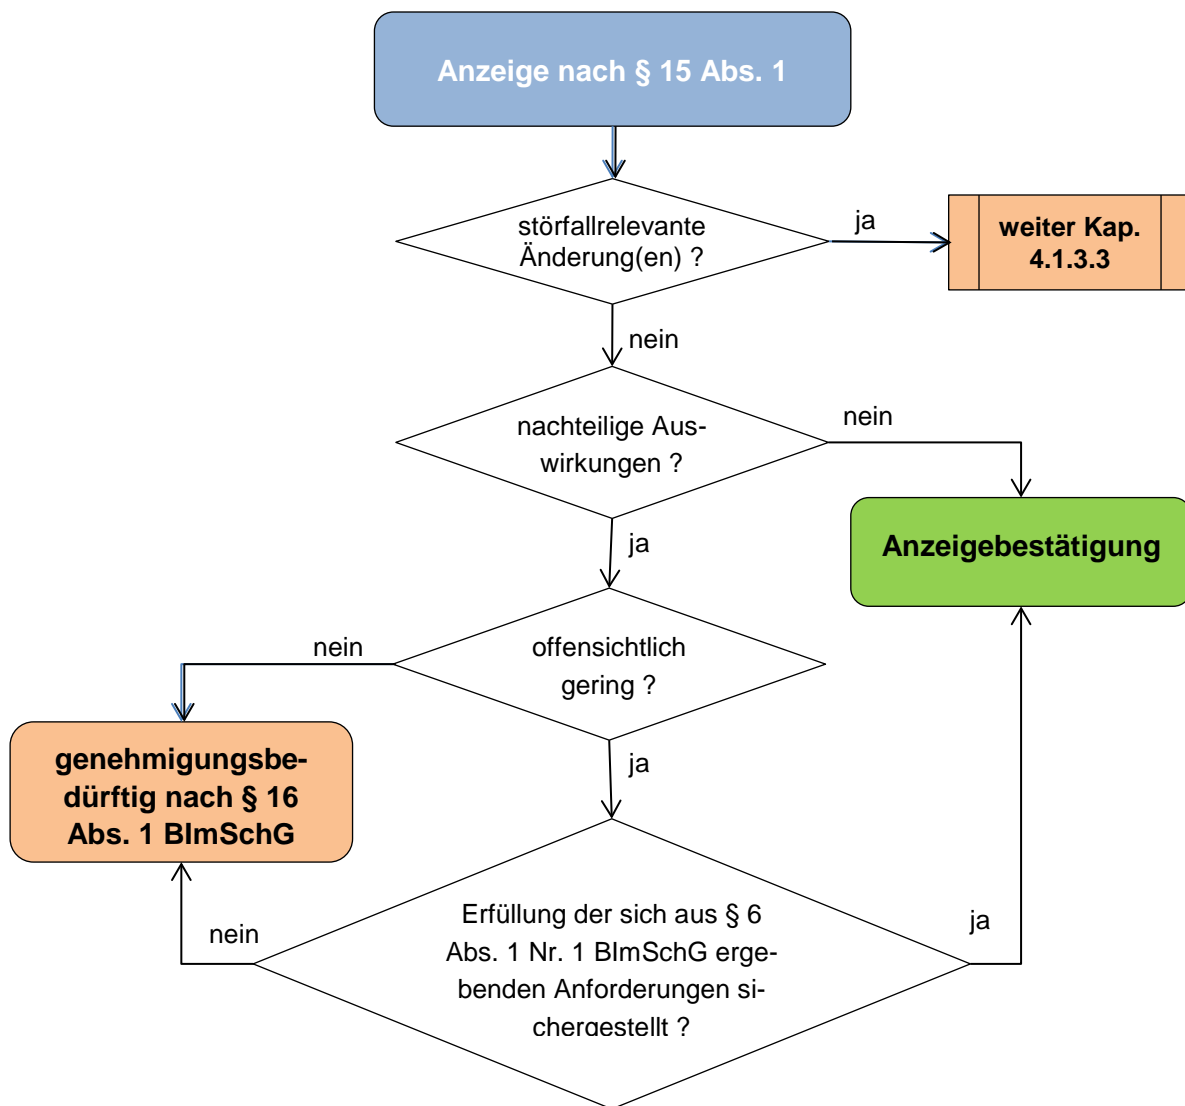 Anzeige nach § 15 Abs. 1
störfallrelevante
Änderung(en) ?
ja
weiter Kap.
4.1.3.3
nein
nachteilige Aus-
wirkungen ?
nein
Anzeigebestätigung
ja
offensichtlich
gering ?
nein
genehmigungsbe-
dürftig nach § 16
Abs. 1 BImSchG
ja
Erfüllung der sich aus § 6
Abs. 1 Nr. 1 BImSchG erge-
benden Anforderungen si-
chergestellt ?
nein
ja